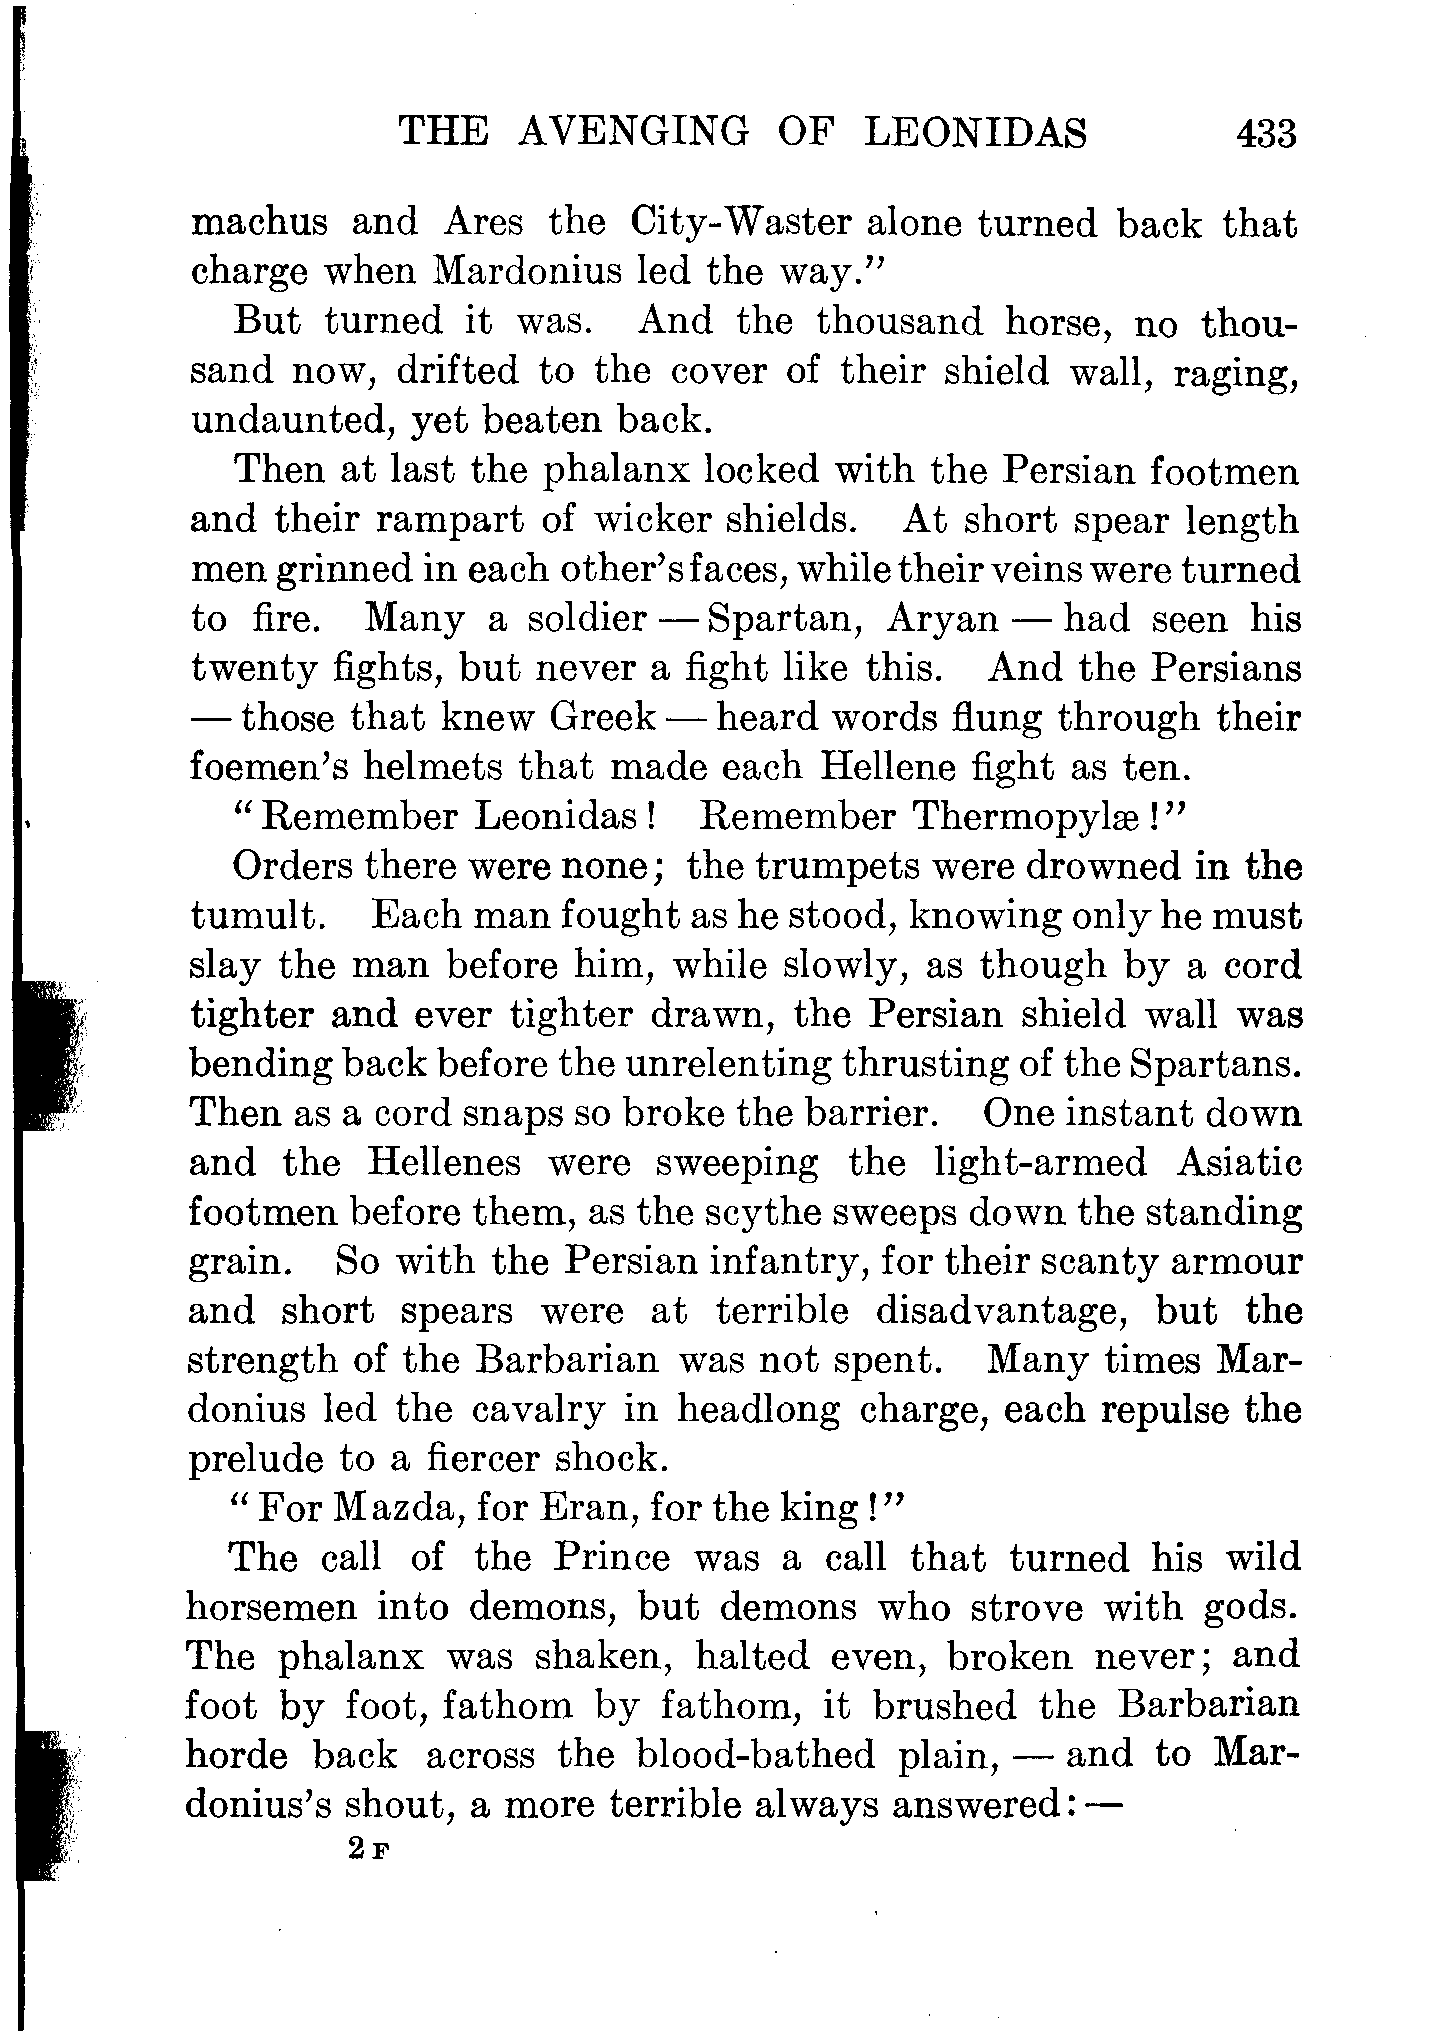 THE AVENGING OF LEONIDAS 433
machus and Ares the City-Waster alone turned back that
charge when Mardonius led the way."
But turned it was. And the thousand horse, no thou-
sand now, drifted to the cover of their shield wall, raging,
undaunted, yet beaten back.
Then at last the phalanx locked with the Persian footmen
and their rampart of wicker shields. At short spear length
men grinned in each other's faces, while their veins were turned
to fire. Many a soldier — Spartan, Aryan — had seen his
twenty fights, but never a fight like this. And the Persians
— those that knew Greek — heard words flung through their
foemen's helmets that made each Hellene fight as ten.
"Remember Leonidas! Remember Thermopylæ!"
Orders there were none; the trumpets were drowned in the
tumult. Each man fought as he stood, knowing only he must
slay the man before him, while slowly, as though by a cord
tighter and ever tighter drawn, the Persian shield wall was
bending back before the unrelenting thrusting of the Spartans.
Then as a cord snaps so broke the barrier. One instant down
and the Hellenes were sweeping the light-armed Asiatic
footmen before them, as the scythe sweeps down the standing
grain. So with the Persian infantry, for their scanty armour
and short spears were at terrible disadvantage, but the
strength of the Barbarian was not spent. Many times Mar-
donius led the cavalry in headlong charge, each repulse the
prelude to a fiercer shock.
"For Mazda, for Eran, for the king!"
The call of the Prince was a call that turned his wild
horsemen into demons, but demons who strove with gods.
The phalanx was shaken, halted even, broken never; and
foot by foot, fathom by fathom, it brushed the Barbarian
horde back across the blood-bathed plain, — and to Mar-
donius's shout, a more terrible always answered: —
2 F